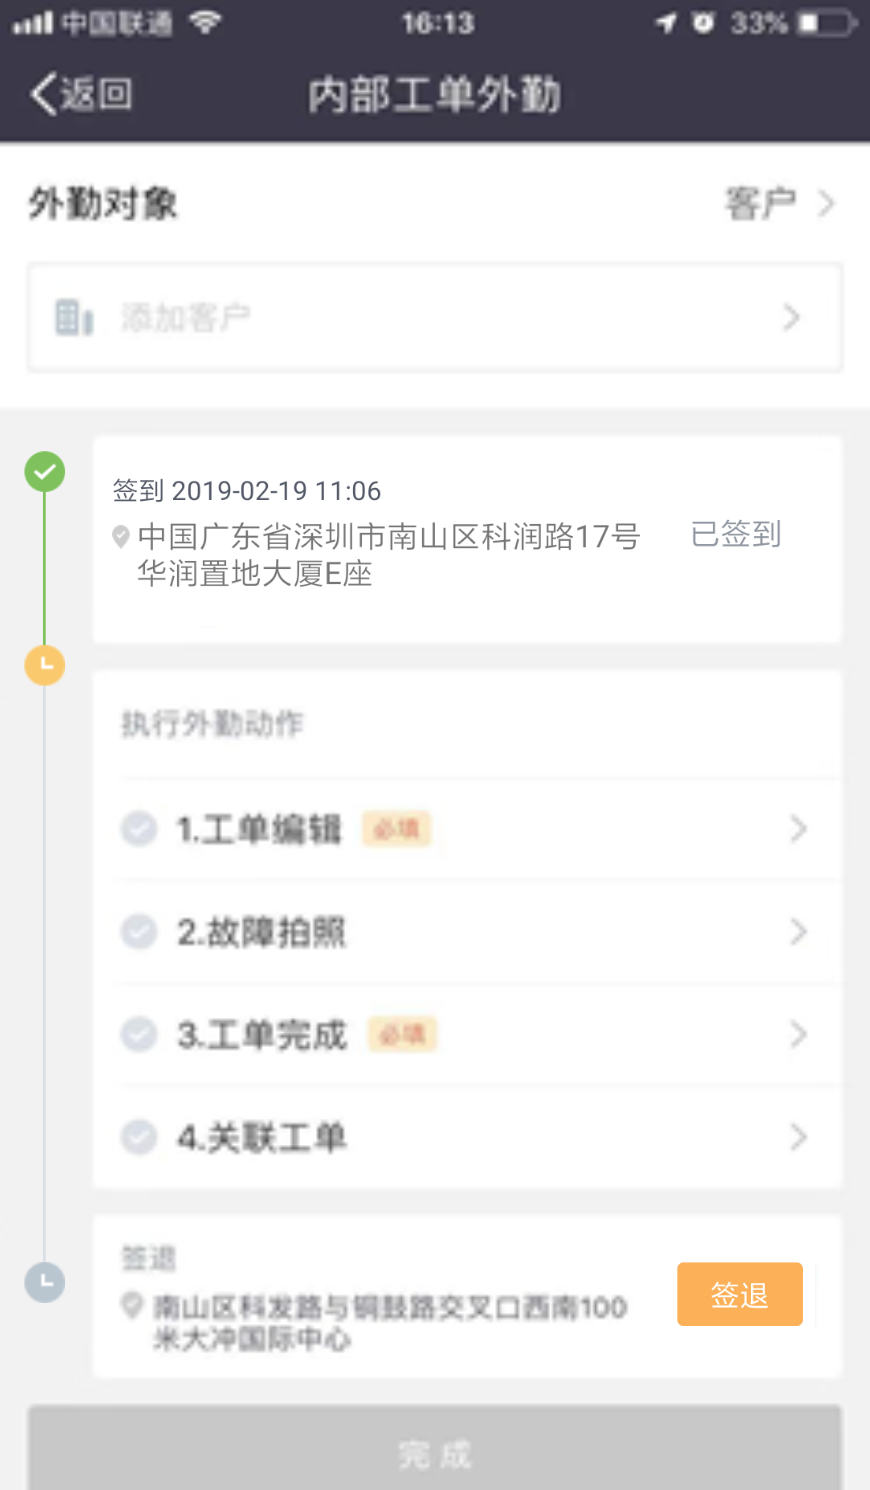 中国联通 16:13 33%
返回 内部工单外勤
外勤对象 客户
添加客户
签到 2019-02-19 11:06
中国广东省深圳市南山区科润路17号 已签到
华润置地大厦E座
执行外勤动作
1.工单编辑 必填
2.故障拍照
3.工单完成 必填
4.关联工单
签退
南山区科发路与铜鼓路交叉口西南100
米大冲国际中心
签退
完成